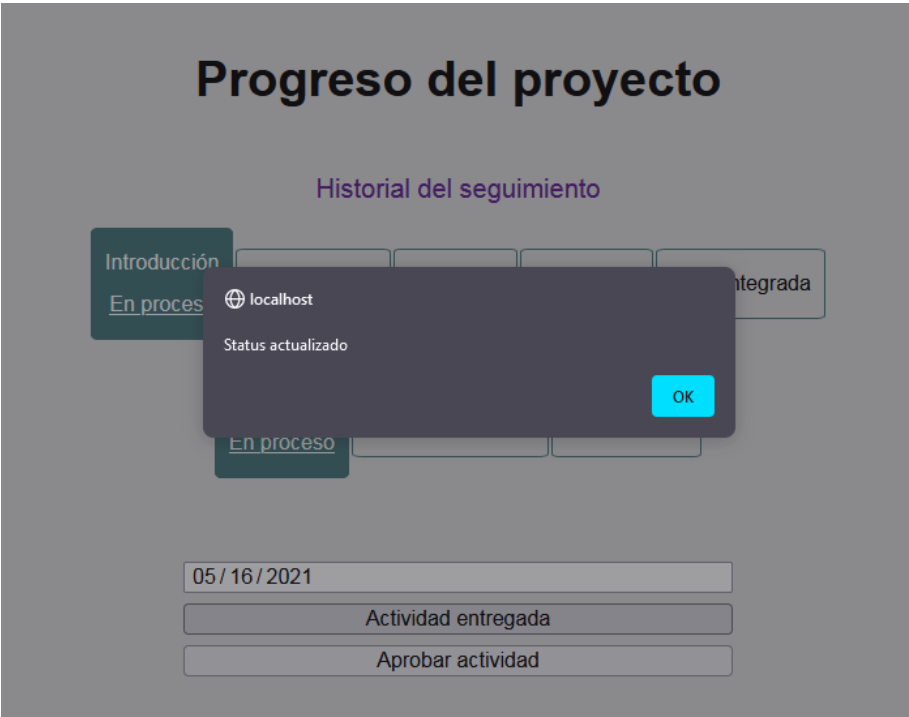 Progreso del proyecto
Historial del seguimiento
Introducción
En proces
ntegrada
localhost
Status actualizado
OK
En proceso
05/16/2021
Actividad entregada
Aprobar actividad